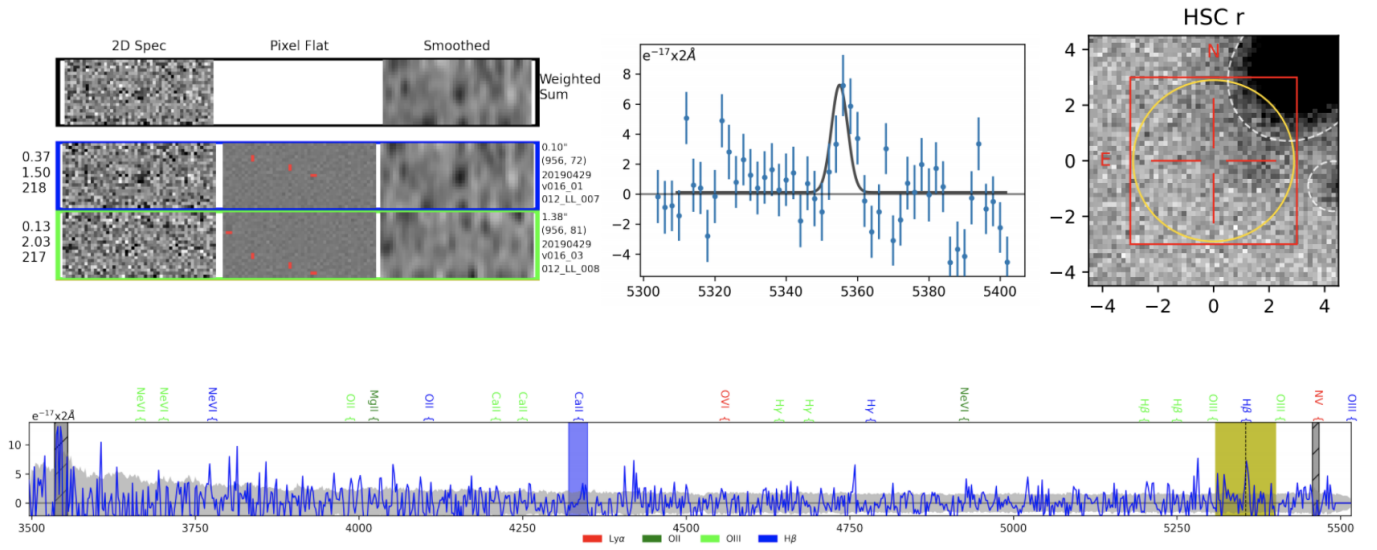 2D Spec Pixel Flat Smoothed
Weighted
Sum
0.37
1.50
218
0.10"
(956, 72)
20190429
v016_01
012_LL_007
0.13
2.03
217
1.38"
(956, 81)
20190429
v016_03
012_LL_008
e⁻¹⁷x2Å
8
6
4
2
0
−2
−4
5300 5320 5340 5360 5380 5400
HSC r
N
E
4
2
0
−2
−4
−4 −2 0 2 4
NeVI { NeVI { NeVI { OII { MgII { OII { CaII { CaII { CaII { OVI { Hγ { Hγ { Hγ { NeVI { Hβ { Hβ { OIII { Hβ { OIII { NV { OIII {
e⁻¹⁷x2Å
10
5
0
3500 3750 4000 4250 4500 4750 5000 5250 5500
Lyα OII OIII Hβ